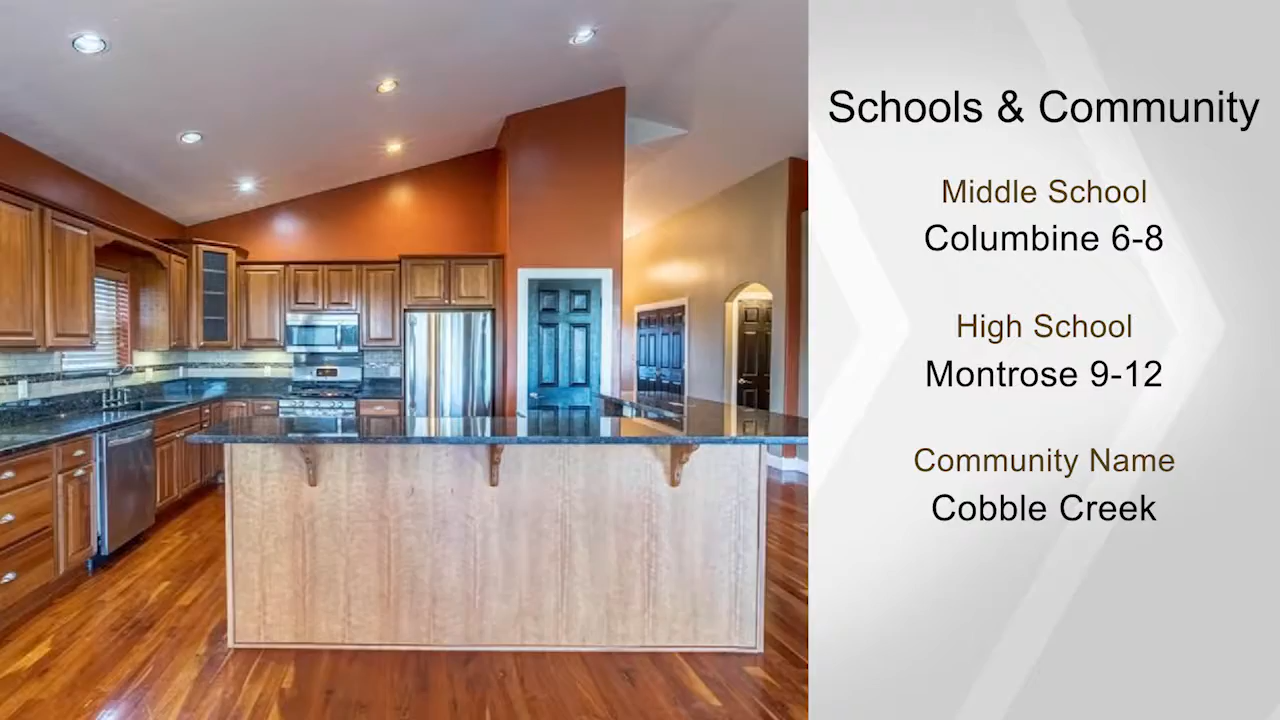 Schools & Community
Middle School
Columbine 6-8
High School
Montrose 9-12
Community Name
Cobble Creek